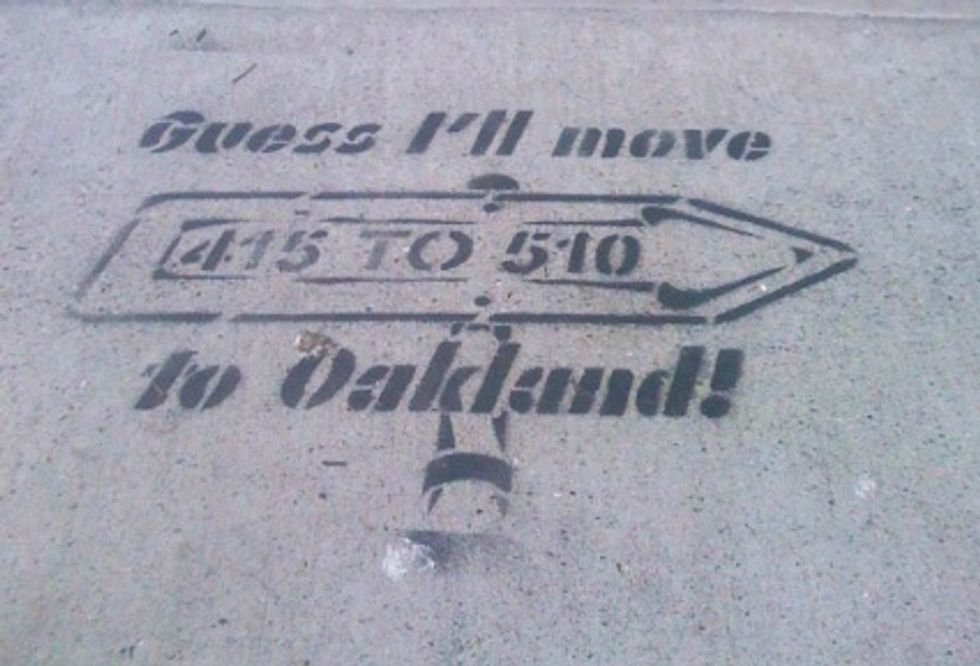 Guess I'll move
415 TO 510
to Oakland!